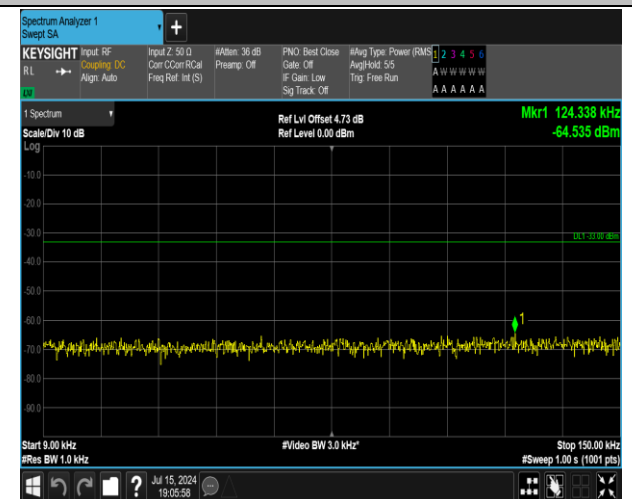 Spectrum Analyzer 1
Swept SA
+
KEYSIGHT
RL
LW
Input: RF
Coupling: DC
Align: Auto
Input Z: 50 Ω
Corr CCorr RCal
Freq Ref: Int (S)
#Atten: 36 dB
Preamp: Off
PNO: Best Close
Gate: Off
IF Gain: Low
Sig Track: Off
#Avg Type: Power (RMS
Avg|Hold: 5/5
Trig: Free Run
1 2 3 4 5 6
A W W W W W
A A A A A A
1 Spectrum
Scale/Div 10 dB
Ref Lvl Offset 4.73 dB
Ref Level 0.00 dBm
Mkr1 124.338 kHz
-64.535 dBm
Log
-10.0
-20.0
-30.0
DL1 -33.00 dBm
-40.0
-50.0
-60.0
1
-70.0
-80.0
-90.0
Start 9.00 kHz
#Video BW 3.0 kHz*
Stop 150.00 kHz
#Res BW 1.0 kHz
#Sweep 1.00 s (1001 pts)
?
Jul 15, 2024
19:05:58